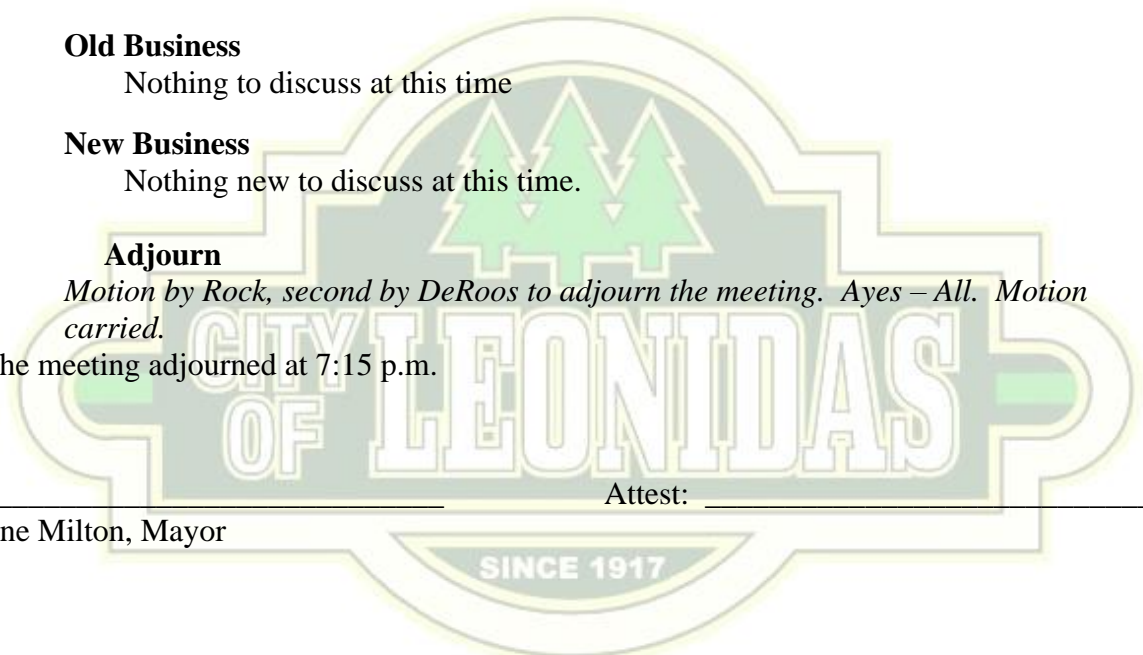 Old Business
Nothing to discuss at this time
New Business
Nothing new to discuss at this time.
Adjourn
Motion by Rock, second by DeRoos to adjourn the meeting.  Ayes – All.  Motion
carried.
he meeting adjourned at 7:15 p.m.
CITY
OF LEONIDAS
____________________________ Attest: ____________________________
ne Milton, Mayor
SINCE 1917